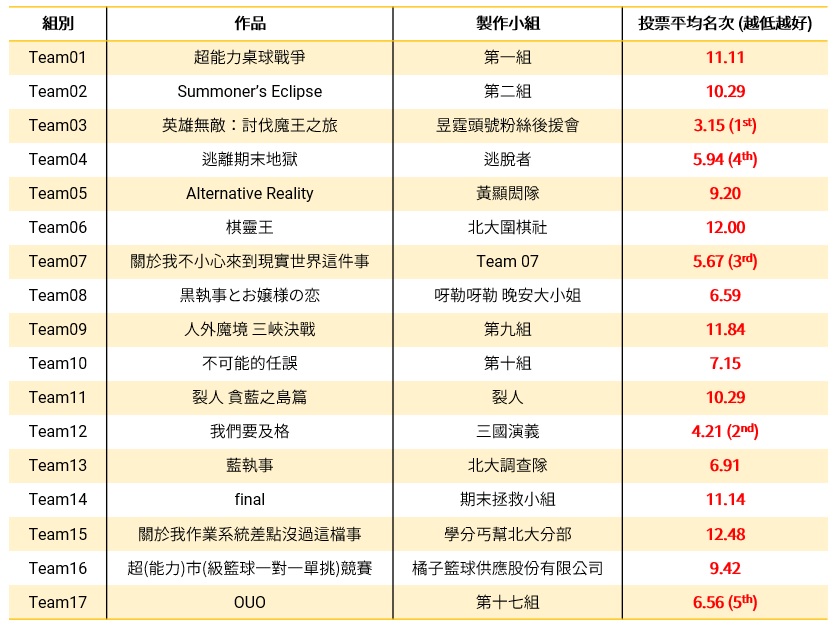 組別 作品 製作小組 投票平均名次 (越低越好)
Team01 超能力桌球戰爭 第一組 11.11
Team02 Summoner's Eclipse 第二組 10.29
Team03 英雄無敵：討伐魔王之旅 昱霆頭號粉絲後援會 3.15 (1st)
Team04 逃離期末地獄 逃脫者 5.94 (4th)
Team05 Alternative Reality 黃顯閎隊 9.20
Team06 棋靈王 北大圍棋社 12.00
Team07 關於我不小心來到現實世界這件事 Team 07 5.67 (3rd)
Team08 黒執事とお嬢様の恋 呀勒呀勒 晚安大小姐 6.59
Team09 人外魔境 三峽決戰 第九組 11.84
Team10 不可能的任誤 第十組 7.15
Team11 裂人 貪藍之島篇 裂人 10.29
Team12 我們要及格 三國演義 4.21 (2nd)
Team13 藍執事 北大調查隊 6.91
Team14 final 期末拯救小組 11.14
Team15 關於我作業系統差點沒過這檔事 學分丐幫北大分部 12.48
Team16 超(能力)市(級籃球一對一單挑)競賽 橘子籃球供應股份有限公司 9.42
Team17 OUO 第十七組 6.56 (5th)